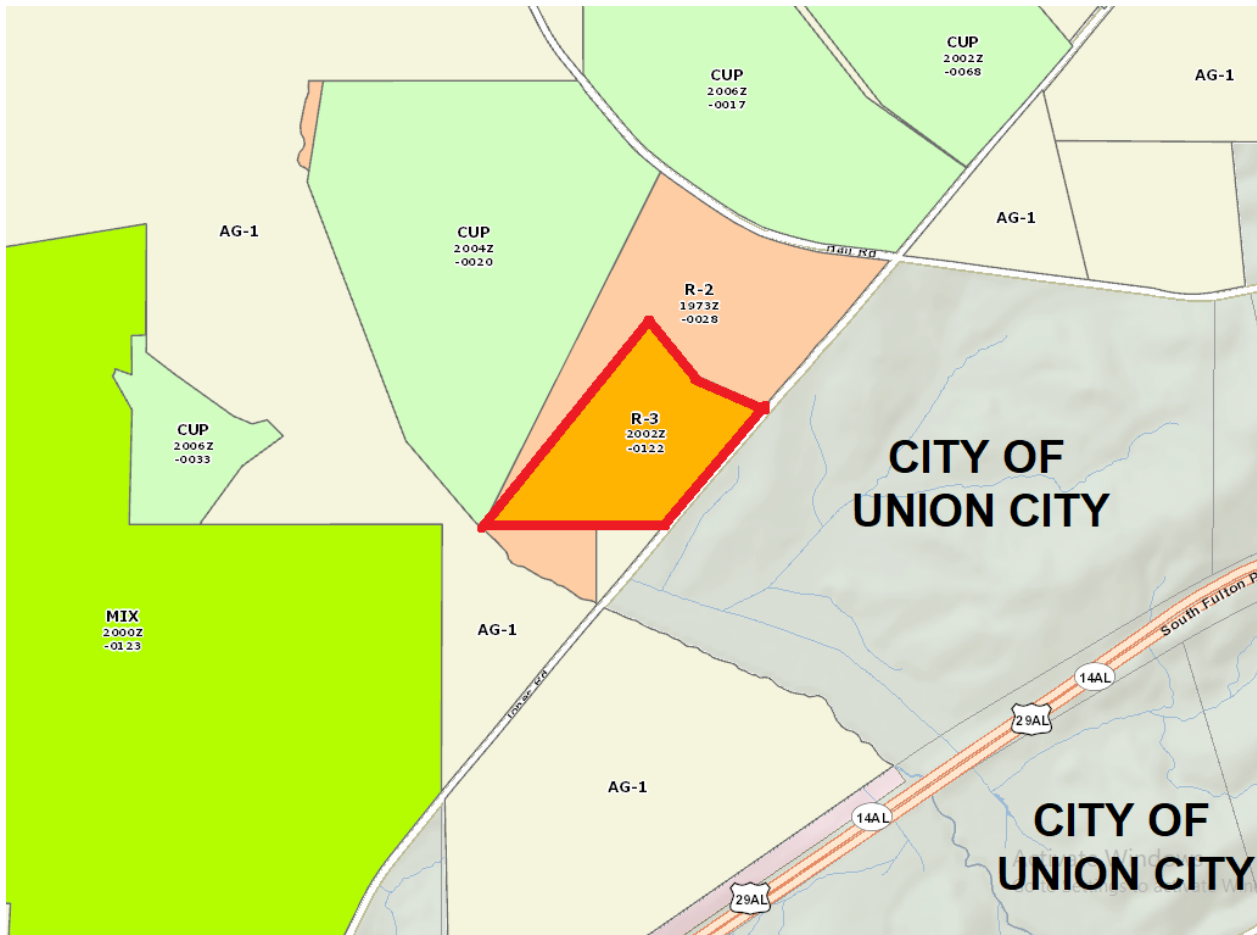 CUP
2002Z
-0068
CUP
2006Z
-0017
AG-1
AG-1
AG-1
CUP
2004Z
-0020
Hall Rd
R-2
1973Z
-0028
CUP
2006Z
-0033
R-3
2002Z
-0122
CITY OF
UNION CITY
MIX
2000Z
-0123
AG-1
South Fulton P
14AL
29AL
Jones Rd
AG-1
14AL
CITY OF
UNION CITY
Activate Windows
29AL